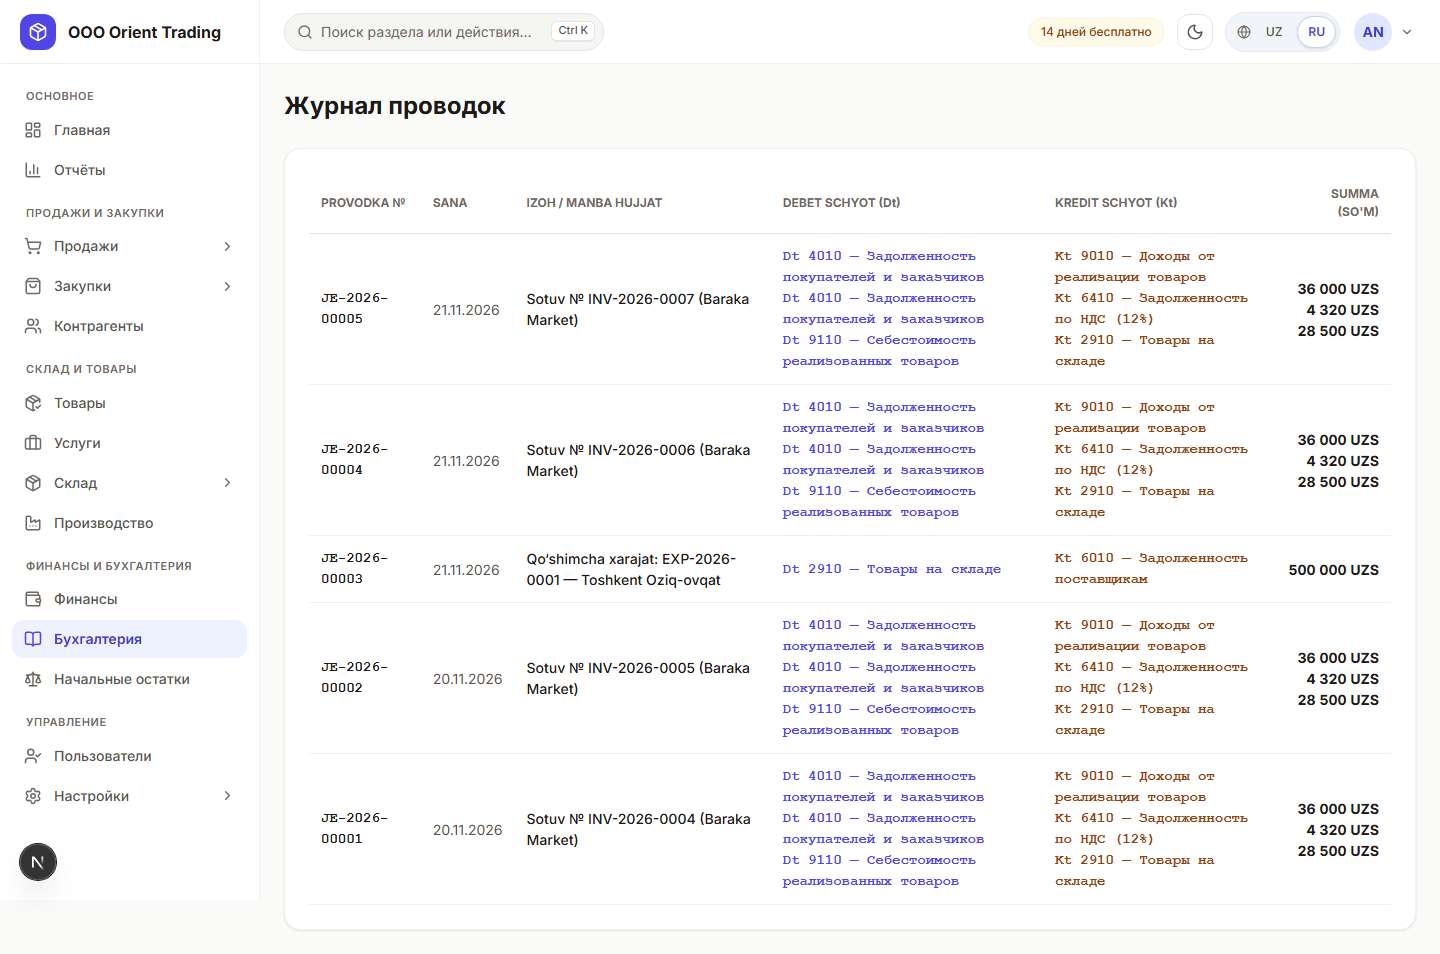 OOO Orient Trading
Поиск раздела или действия...
Ctrl K
14 дней бесплатно
UZ
RU
AN
ОСНОВНОЕ
Главная
Отчёты
ПРОДАЖИ И ЗАКУПКИ
Продажи
Закупки
Контрагенты
СКЛАД И ТОВАРЫ
Товары
Услуги
Склад
Производство
ФИНАНСЫ И БУХГАЛТЕРИЯ
Финансы
Бухгалтерия
Начальные остатки
УПРАВЛЕНИЕ
Пользователи
Настройки
N
Журнал проводок
PROVODKA №
SANA
IZOH / MANBA HUJJAT
DEBET SCHYOT (Dt)
KREDIT SCHYOT (Kt)
SUMMA
(SO'M)
JE-2026-
00005
21.11.2026
Sotuv № INV-2026-0007 (Baraka
Market)
Dt 4010 — Задолженность
покупателей и заказчиков
Dt 4010 — Задолженность
покупателей и заказчиков
Dt 9110 — Себестоимость
реализованных товаров
Kt 9010 — Доходы от
реализации товаров
Kt 6410 — Задолженность
по НДС (12%)
Kt 2910 — Товары на
складе
36 000 UZS
4 320 UZS
28 500 UZS
JE-2026-
00004
21.11.2026
Sotuv № INV-2026-0006 (Baraka
Market)
Dt 4010 — Задолженность
покупателей и заказчиков
Dt 4010 — Задолженность
покупателей и заказчиков
Dt 9110 — Себестоимость
реализованных товаров
Kt 9010 — Доходы от
реализации товаров
Kt 6410 — Задолженность
по НДС (12%)
Kt 2910 — Товары на
складе
36 000 UZS
4 320 UZS
28 500 UZS
JE-2026-
00003
21.11.2026
Qo‘shimcha xarajat: EXP-2026-
0001 — Toshkent Oziq-ovqat
Dt 2910 — Товары на складе
Kt 6010 — Задолженность
поставщикам
500 000 UZS
JE-2026-
00002
20.11.2026
Sotuv № INV-2026-0005 (Baraka
Market)
Dt 4010 — Задолженность
покупателей и заказчиков
Dt 4010 — Задолженность
покупателей и заказчиков
Dt 9110 — Себестоимость
реализованных товаров
Kt 9010 — Доходы от
реализации товаров
Kt 6410 — Задолженность
по НДС (12%)
Kt 2910 — Товары на
складе
36 000 UZS
4 320 UZS
28 500 UZS
JE-2026-
00001
20.11.2026
Sotuv № INV-2026-0004 (Baraka
Market)
Dt 4010 — Задолженность
покупателей и заказчиков
Dt 4010 — Задолженность
покупателей и заказчиков
Dt 9110 — Себестоимость
реализованных товаров
Kt 9010 — Доходы от
реализации товаров
Kt 6410 — Задолженность
по НДС (12%)
Kt 2910 — Товары на
складе
36 000 UZS
4 320 UZS
28 500 UZS